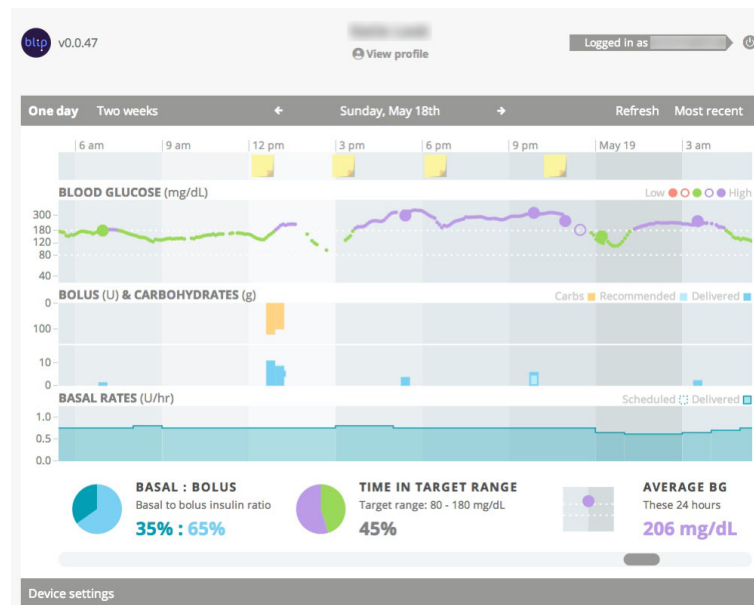 blip v0.0.47
View profile
Logged in as
One day Two weeks Sunday, May 18th Refresh Most recent
6 am 9 am 12 pm 3 pm 6 pm 9 pm May 19 3 am
BLOOD GLUCOSE (mg/dL) Low High
300
180
120
80
40
BOLUS (U) & CARBOHYDRATES (g) Carbs Recommended Delivered
0
100
10
0
BASAL RATES (U/hr) Scheduled Delivered
1.0
0.5
0.0
BASAL : BOLUS
Basal to bolus insulin ratio
35% : 65%
TIME IN TARGET RANGE
Target range: 80 - 180 mg/dL
45%
AVERAGE BG
These 24 hours
206 mg/dL
Device settings